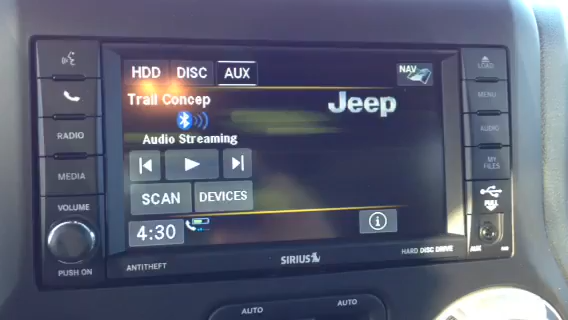 HDD DISC AUX NAV LOAD
Trail Concep Jeep MENU
RADIO AUDIO
Audio Streaming
MEDIA MY FILES
SCAN DEVICES
VOLUME PULL
4:30 i
AUX
PUSH ON ANTITHEFT SIRIUS HARD DISC DRIVE
AUTO AUTO